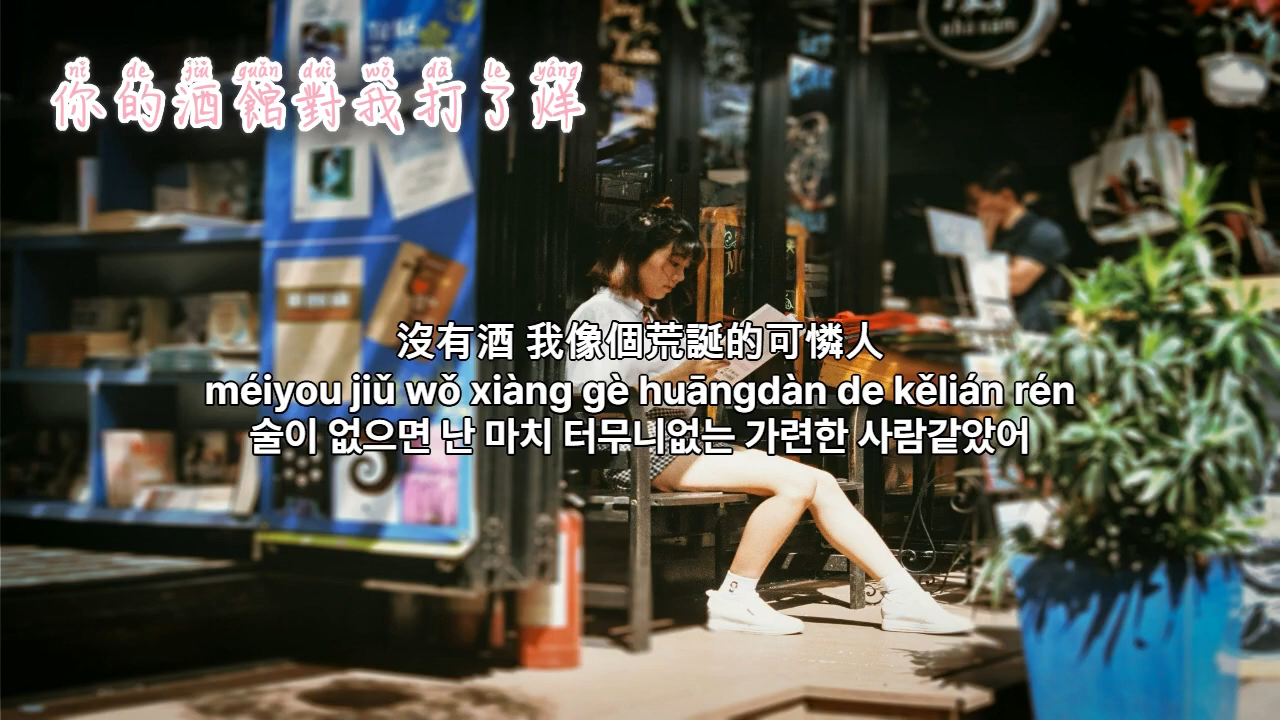 nǐ de jiǔ guǎn duì wǒ dǎ le yáng
你的酒館對我打了烊
nhã nam
沒有酒 我像個荒誕的可憐人
méiyou jiǔ wǒ xiàng gè huāngdàn de kělián rén
술이 없으면 난 마치 터무니없는 가련한 사람같았어